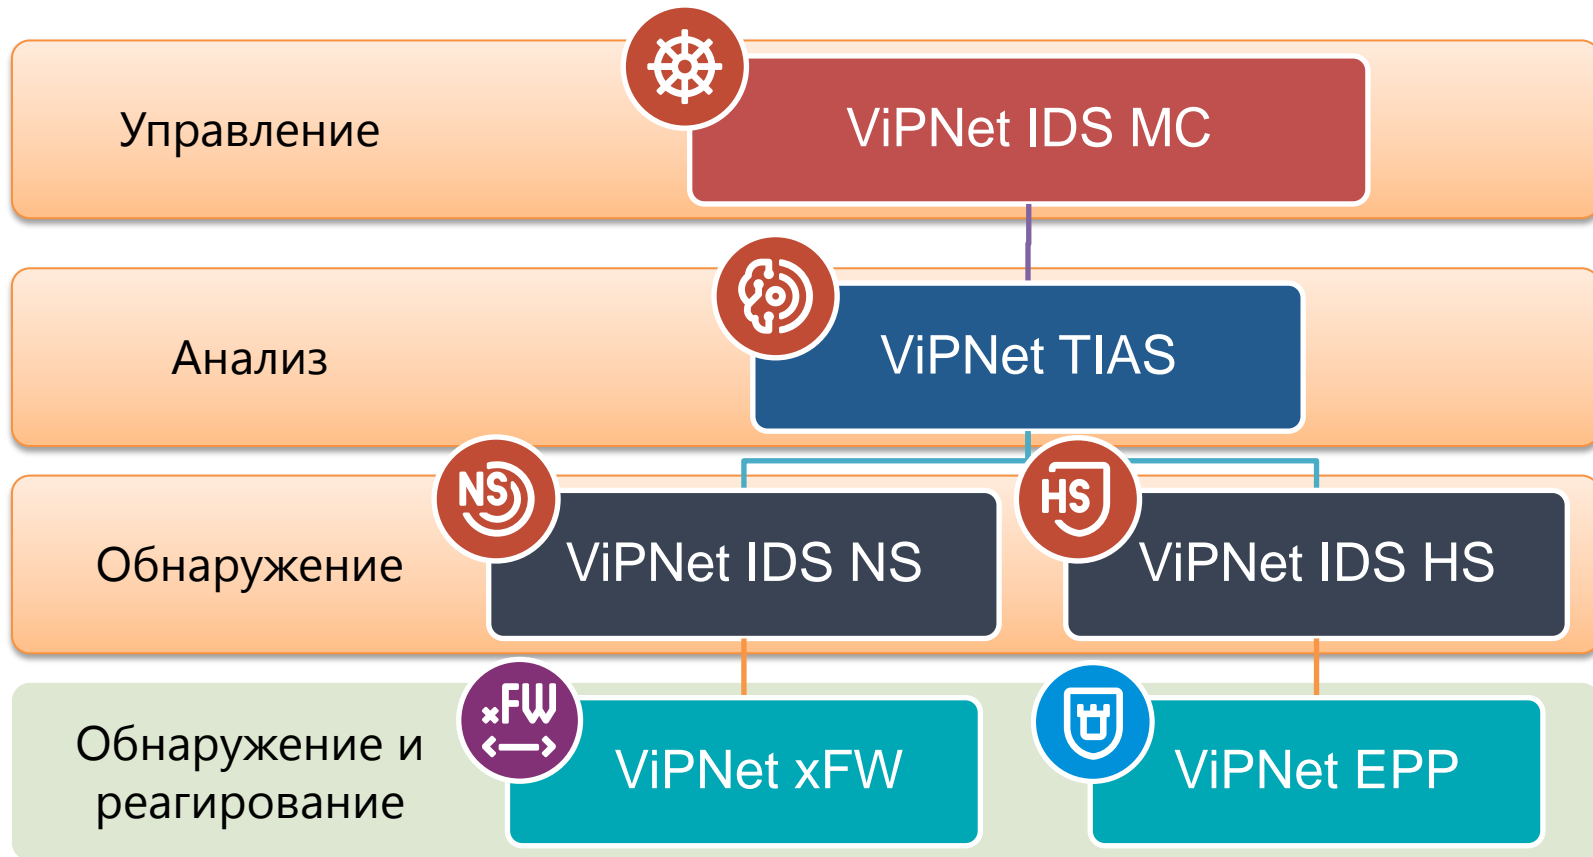 Управление
ViPNet IDS MC
Анализ
ViPNet TIAS
NS
HS
Обнаружение
ViPNet IDS NS
ViPNet IDS HS
xFW
Обнаружение и
реагирование
ViPNet xFW
ViPNet EPP